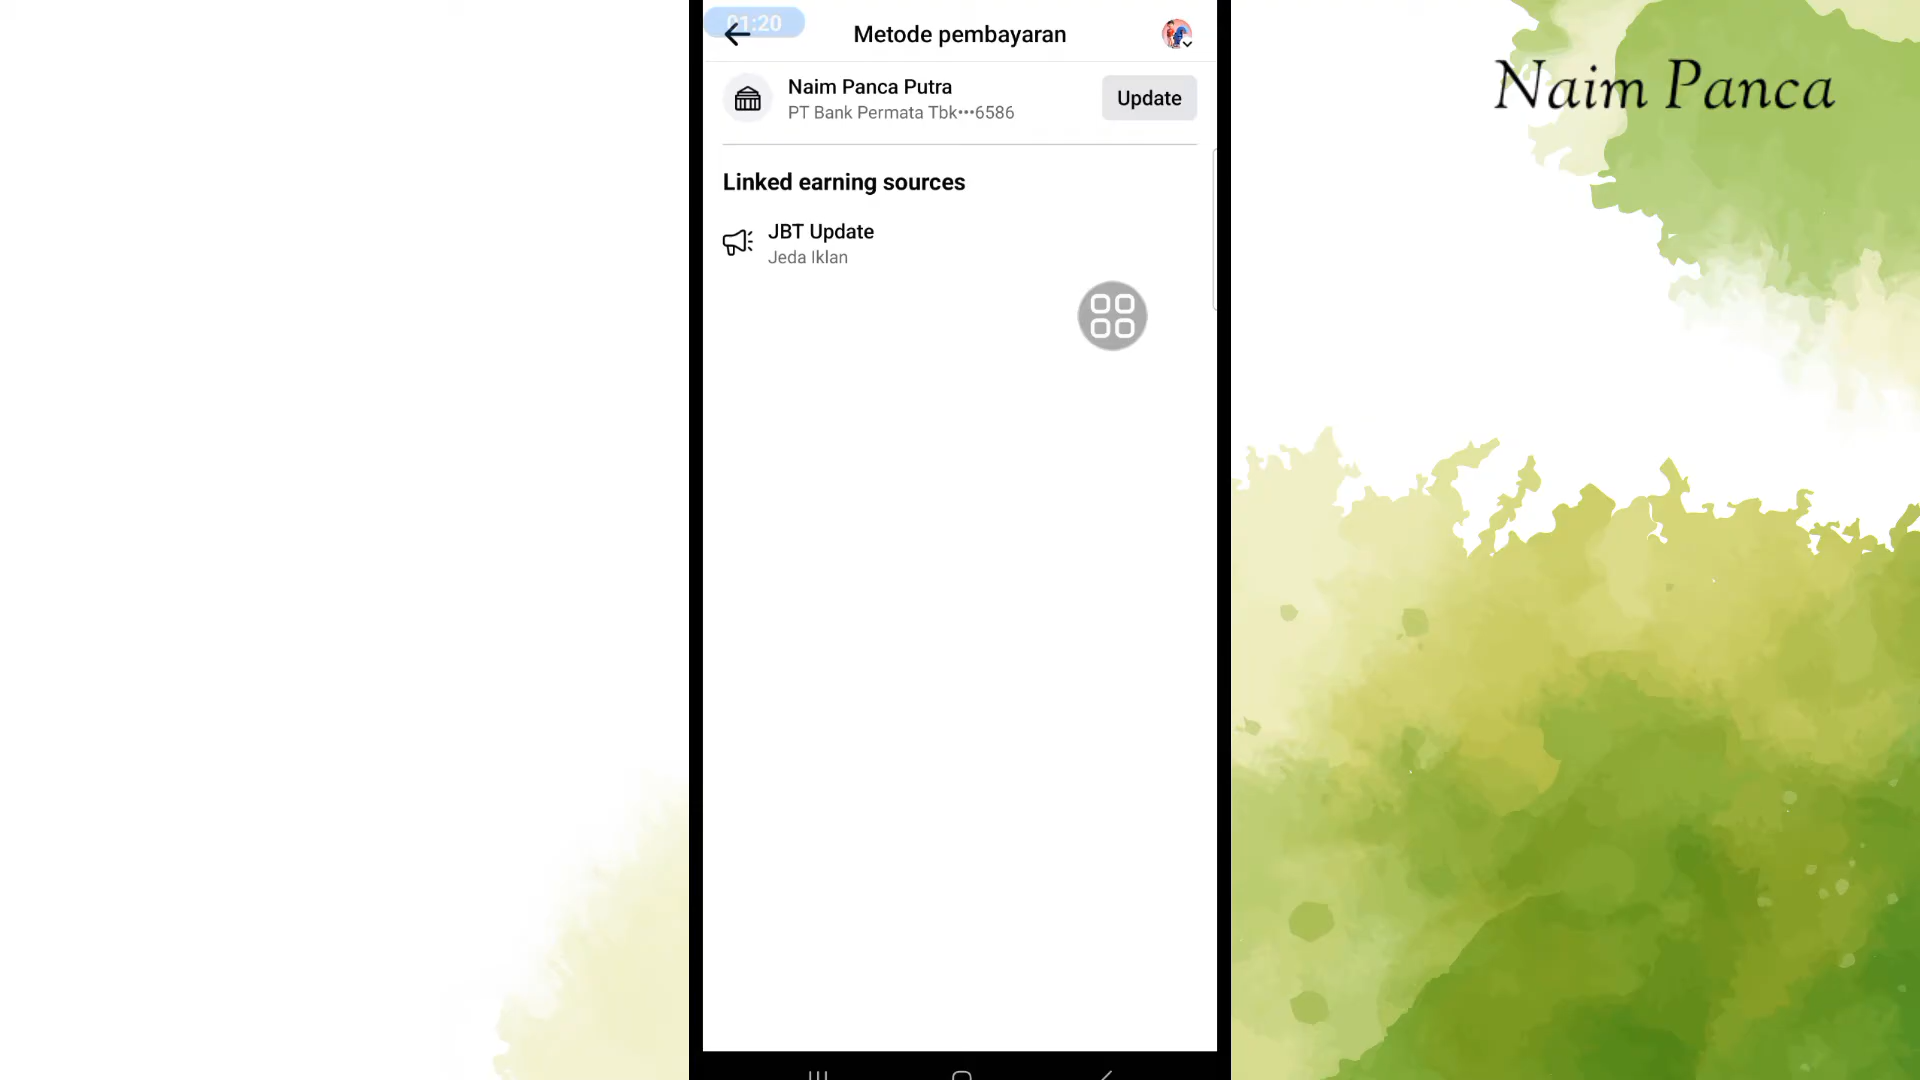 01:20
Metode pembayaran
Naim Panca Putra
PT Bank Permata Tbk•••6586
Update
Linked earning sources
JBT Update
Jeda Iklan
Naim Panca